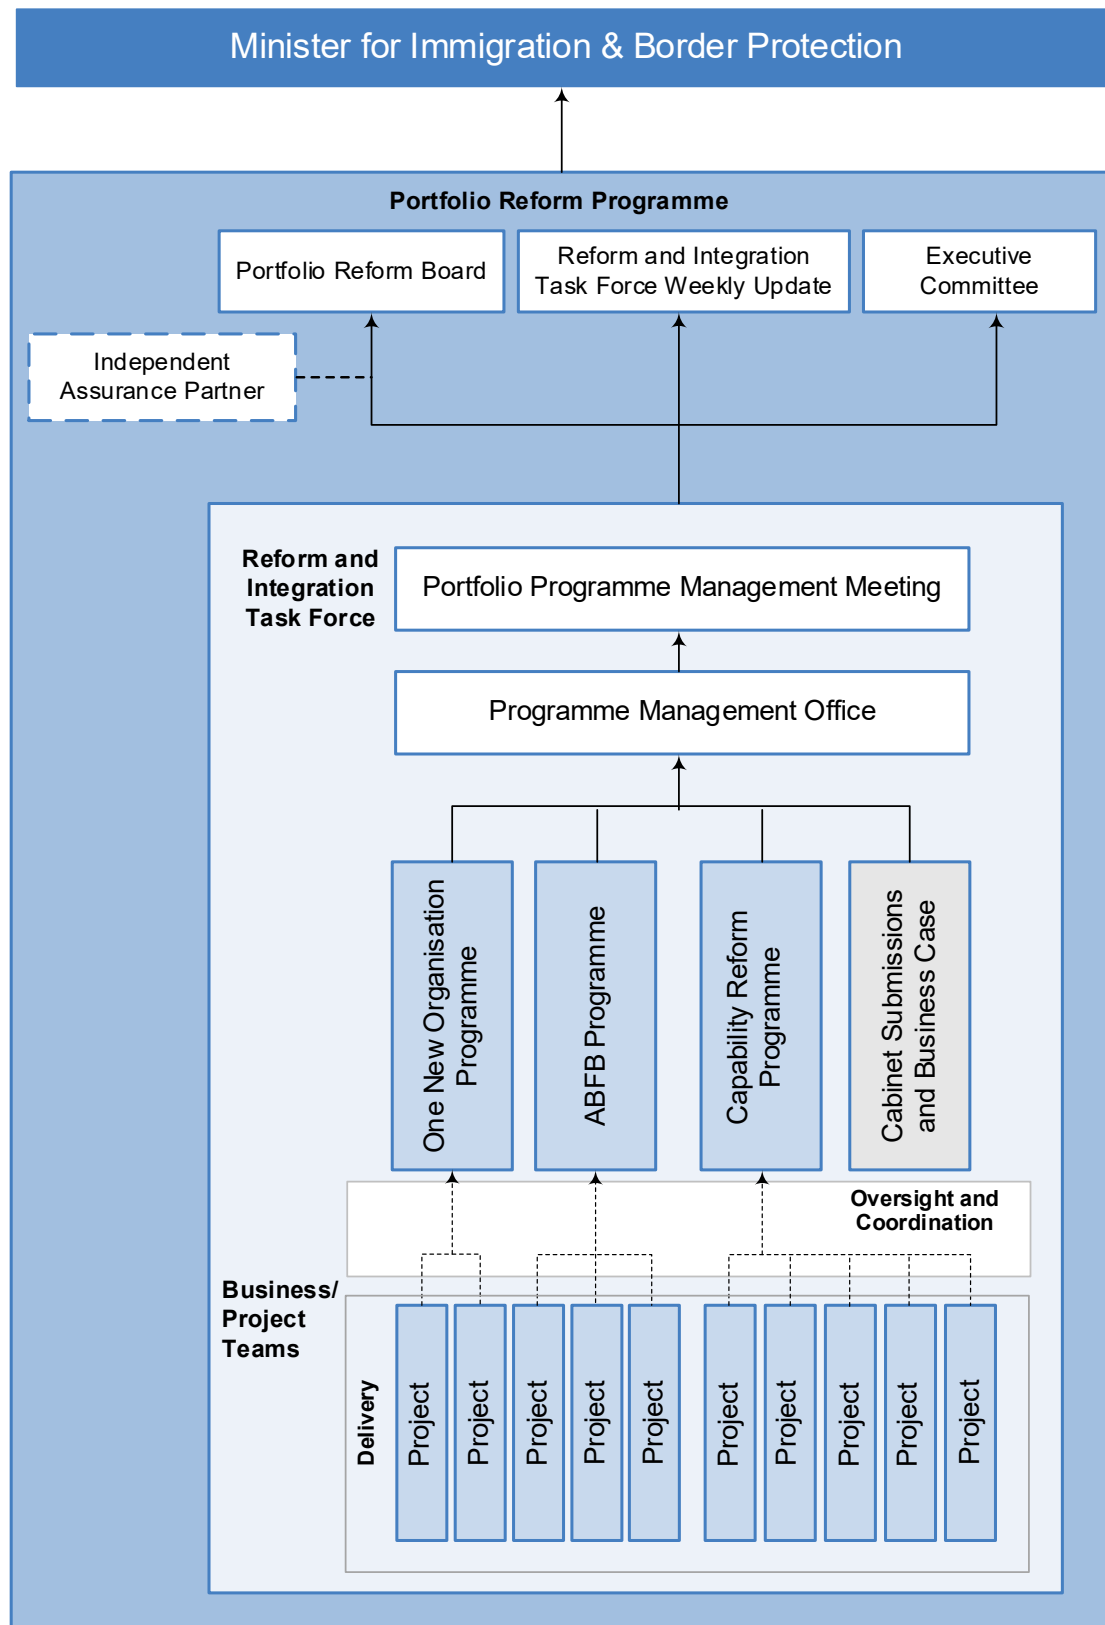 Minister for Immigration & Border Protection
Portfolio Reform Programme
Portfolio Reform Board
Reform and Integration
Task Force Weekly Update
Executive
Committee
Independent
Assurance Partner
Reform and
Integration
Task Force
Portfolio Programme Management Meeting
Programme Management Office
One New Organisation
Programme
ABFB Programme
Capability Reform
Programme
Cabinet Submissions
and Business Case
Oversight and
Coordination
Business/
Project
Teams
Delivery
Project
Project
Project
Project
Project
Project
Project
Project
Project
Project